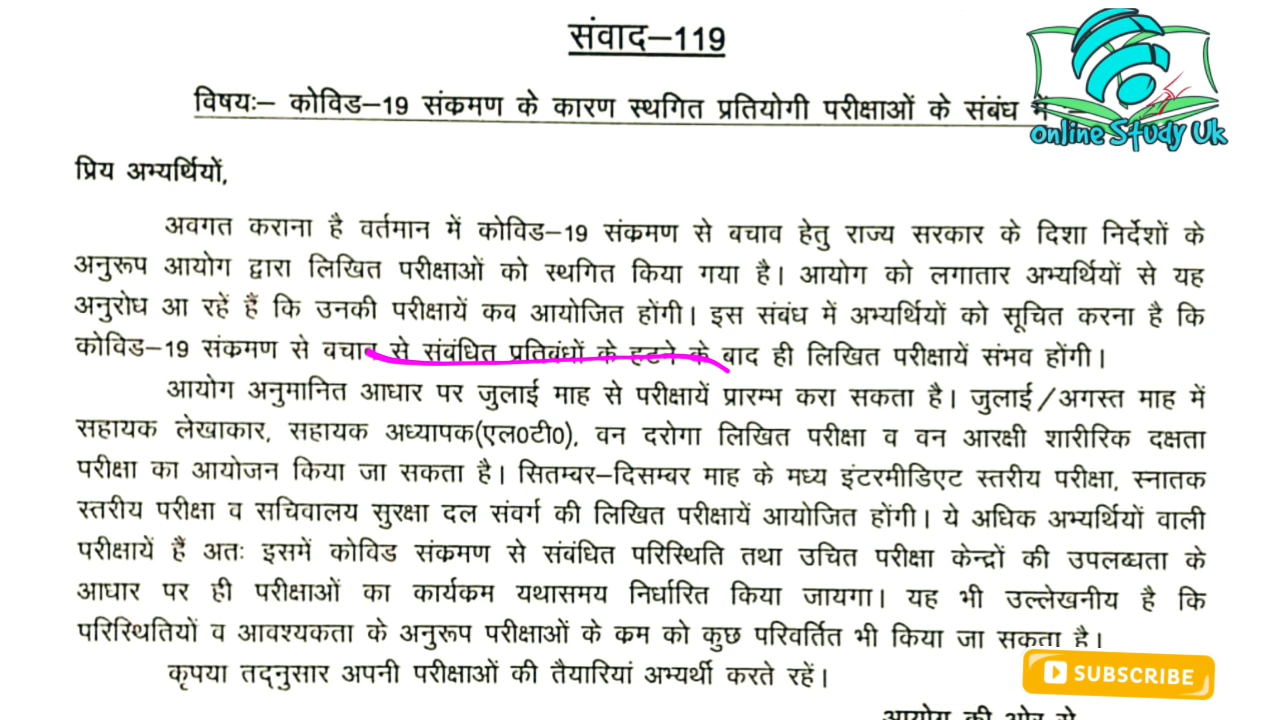 संवाद–119
विषयः– कोविड–19 संक्रमण के कारण स्थगित प्रतियोगी परीक्षाओं के संबंध में
online Study Uk
प्रिय अभ्यर्थियों,
अवगत कराना है वर्तमान में कोविड–19 संक्रमण से बचाव हेतु राज्य सरकार के दिशा निर्देशों के
अनुरूप आयोग द्वारा लिखित परीक्षाओं को स्थगित किया गया है। आयोग को लगातार अभ्यर्थियों से यह
अनुरोध आ रहें हैं कि उनकी परीक्षायें कब आयोजित होंगी। इस संबंध में अभ्यर्थियों को सूचित करना है कि
कोविड–19 संक्रमण से बचाव से संबंधित प्रतिबंधों के हटने के बाद ही लिखित परीक्षायें संभव होंगी।
आयोग अनुमानित आधार पर जुलाई माह से परीक्षायें प्रारम्भ करा सकता है। जुलाई/अगस्त माह में
सहायक लेखाकार, सहायक अध्यापक(एल0टी0), वन दरोगा लिखित परीक्षा व वन आरक्षी शारीरिक दक्षता
परीक्षा का आयोजन किया जा सकता है। सितम्बर–दिसम्बर माह के मध्य इंटरमीडिएट स्तरीय परीक्षा, स्नातक
स्तरीय परीक्षा व सचिवालय सुरक्षा दल संवर्ग की लिखित परीक्षायें आयोजित होंगी। ये अधिक अभ्यर्थियों वाली
परीक्षायें हैं अतः इसमें कोविड संक्रमण से संबंधित परिस्थिति तथा उचित परीक्षा केन्द्रों की उपलब्धता के
आधार पर ही परीक्षाओं का कार्यक्रम यथासमय निर्धारित किया जायगा। यह भी उल्लेखनीय है कि
परिस्थितियों व आवश्यकता के अनुरूप परीक्षाओं के क्रम को कुछ परिवर्तित भी किया जा सकता है।
कृपया तद्नुसार अपनी परीक्षाओं की तैयारियां अभ्यर्थी करते रहें।
SUBSCRIBE
आयोग की ओर से